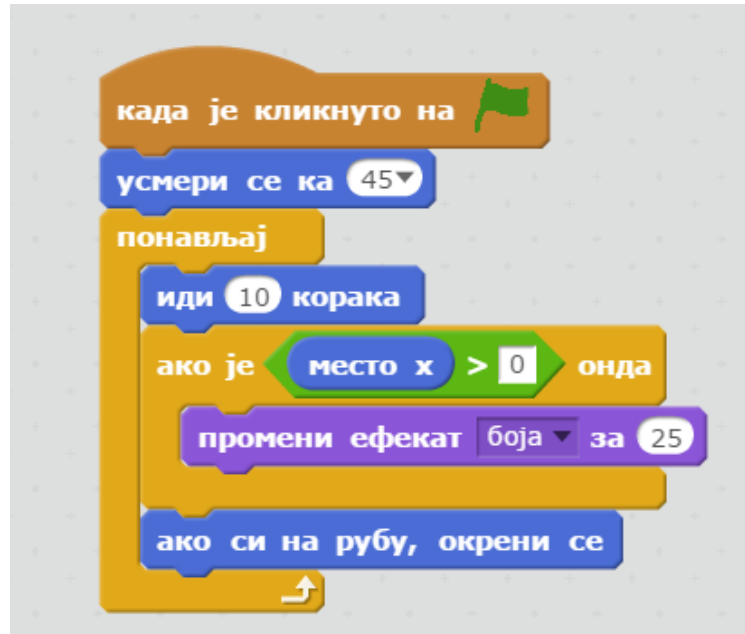 када је кликнуто на
усмери се ка 45
понављај
иди 10 корака
ако је место x > 0 онда
промени ефекат боја за 25
ако си на рубу, окрени се